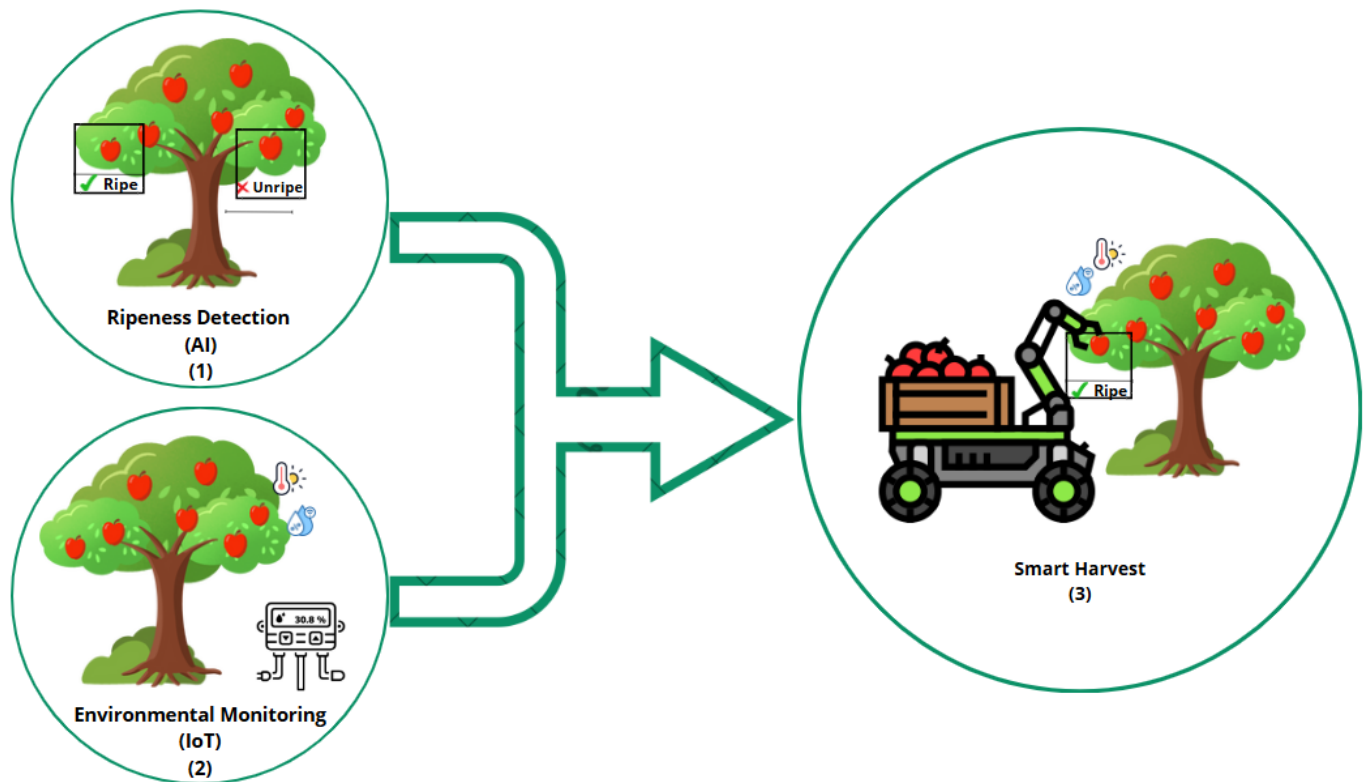 Ripe
Unripe
Ripeness Detection
(AI)
(1)
30.8 %
Environmental Monitoring
(IoT)
(2)
Ripe
Smart Harvest
(3)